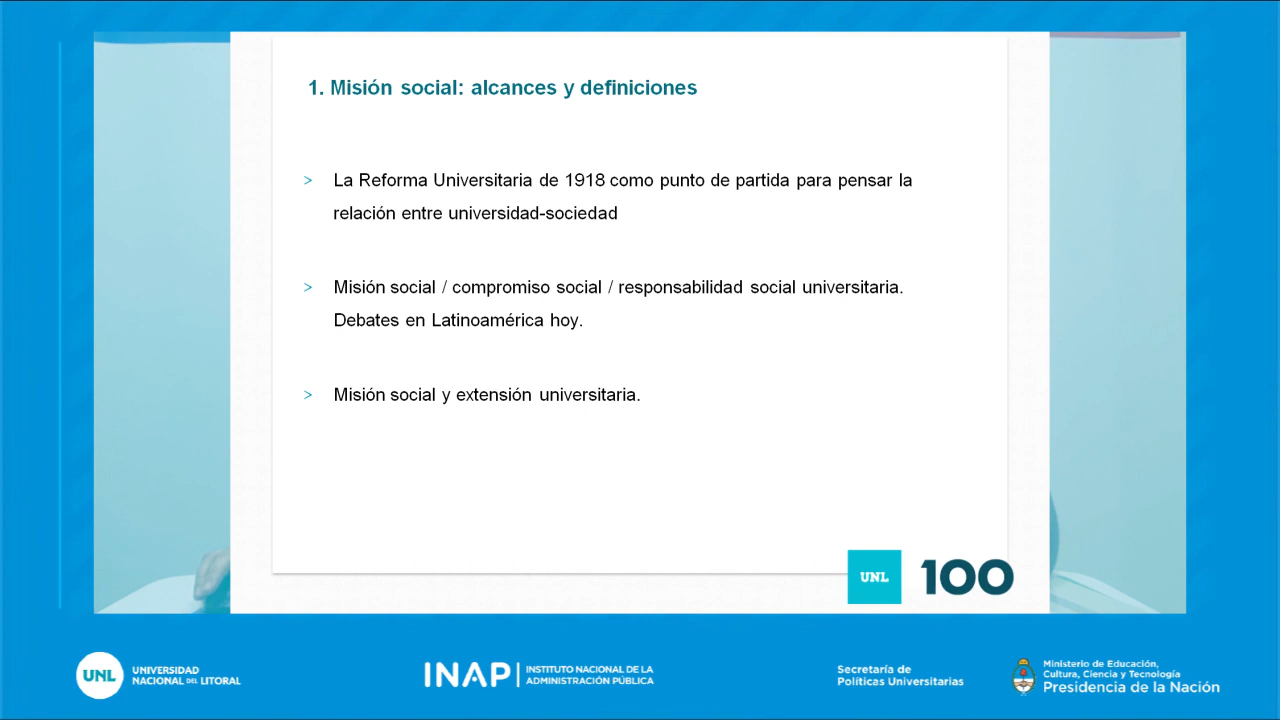 1. Misión social: alcances y definiciones
> La Reforma Universitaria de 1918 como punto de partida para pensar la
relación entre universidad-sociedad
> Misión social / compromiso social / responsabilidad social universitaria.
Debates en Latinoamérica hoy.
> Misión social y extensión universitaria.
UNL 100
UNL UNIVERSIDAD
NACIONAL DEL LITORAL
INAP INSTITUTO NACIONAL DE LA
ADMINISTRACIÓN PÚBLICA
Secretaría de
Políticas Universitarias
Ministerio de Educación,
Cultura, Ciencia y Tecnología
Presidencia de la Nación